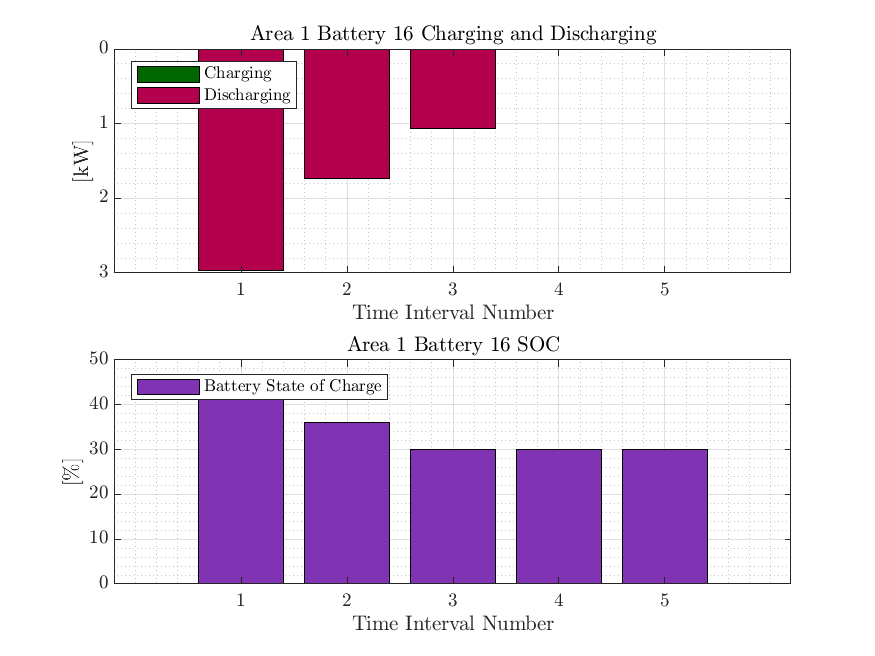 Area 1 Battery 16 Charging and Discharging
0
Charging
Discharging
1
[kW]
2
3
1 2 3 4 5
Time Interval Number
Area 1 Battery 16 SOC
50
Battery State of Charge
40
30
[%]
20
10
0
1 2 3 4 5
Time Interval Number